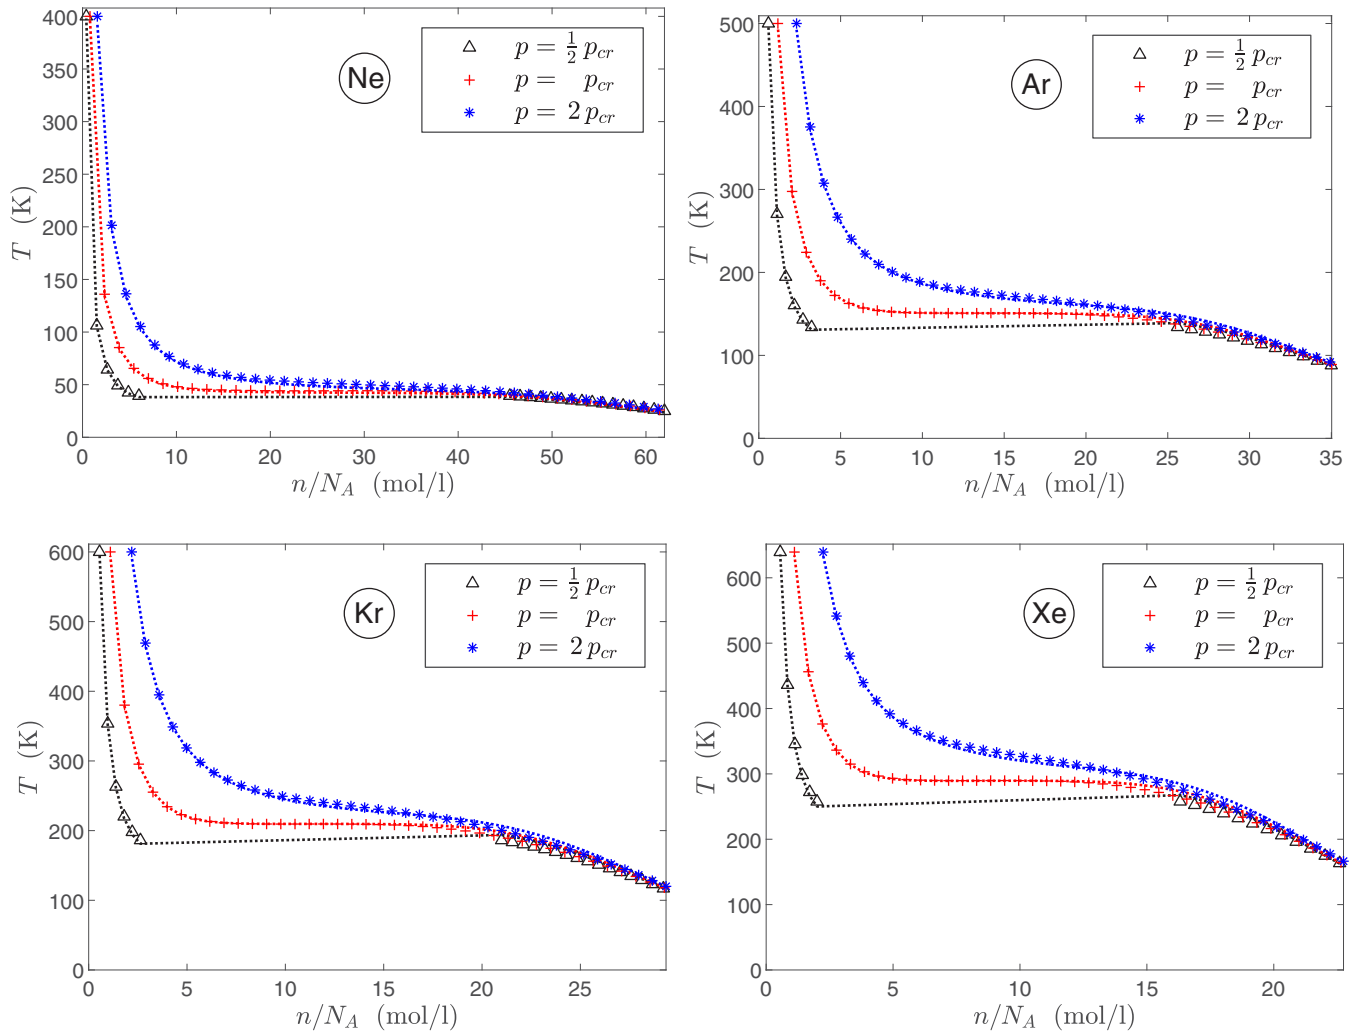 400
350
300
250
200
150
100
50
0
T (K)
Ne
p = 1/2 p_cr
p = p_cr
p = 2 p_cr
0 10 20 30 40 50 60
n/N_A (mol/l)
500
400
300
200
100
0
T (K)
Ar
p = 1/2 p_cr
p = p_cr
p = 2 p_cr
0 5 10 15 20 25 30 35
n/N_A (mol/l)
600
500
400
300
200
100
0
T (K)
Kr
p = 1/2 p_cr
p = p_cr
p = 2 p_cr
0 5 10 15 20 25
n/N_A (mol/l)
600
500
400
300
200
100
0
T (K)
Xe
p = 1/2 p_cr
p = p_cr
p = 2 p_cr
0 5 10 15 20
n/N_A (mol/l)